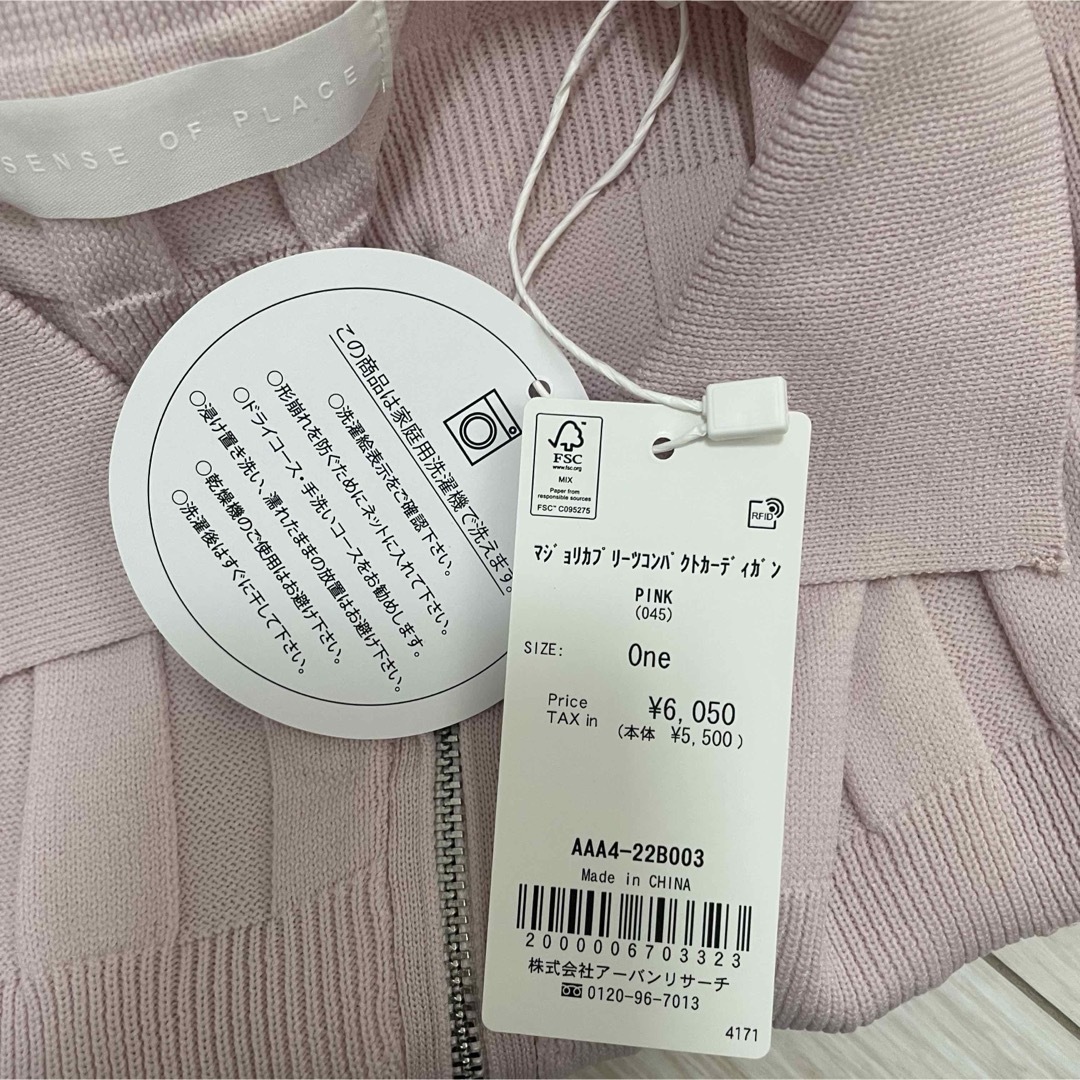 SENSE OF PLACE
この商品は家庭用洗濯機で洗えます。
○洗濯絵表示をご確認下さい。
○形崩れを防ぐためにネットに入れて下さい。
○ドライコース・手洗いコースをお勧めします。
○浸け置き洗い、濡れたままの放置はお避け下さい。
○乾燥機のご使用はお避け下さい。
○洗濯後はすぐに干して下さい。
FSC
www.fsc.org
MIX
Paper from
responsible sources
FSC™ C095275
RFID
ﾏｼﾞｮﾘｶﾌﾟﾘｰﾂｺﾝﾊﾟｸﾄｶｰﾃﾞｨｶﾞﾝ
PINK
(045)
SIZE: One
Price
TAX in
¥6,050
(本体 ¥5,500)
AAA4-22B003
Made in CHINA
2000006703323
株式会社アーバンリサーチ
0120-96-7013
4171